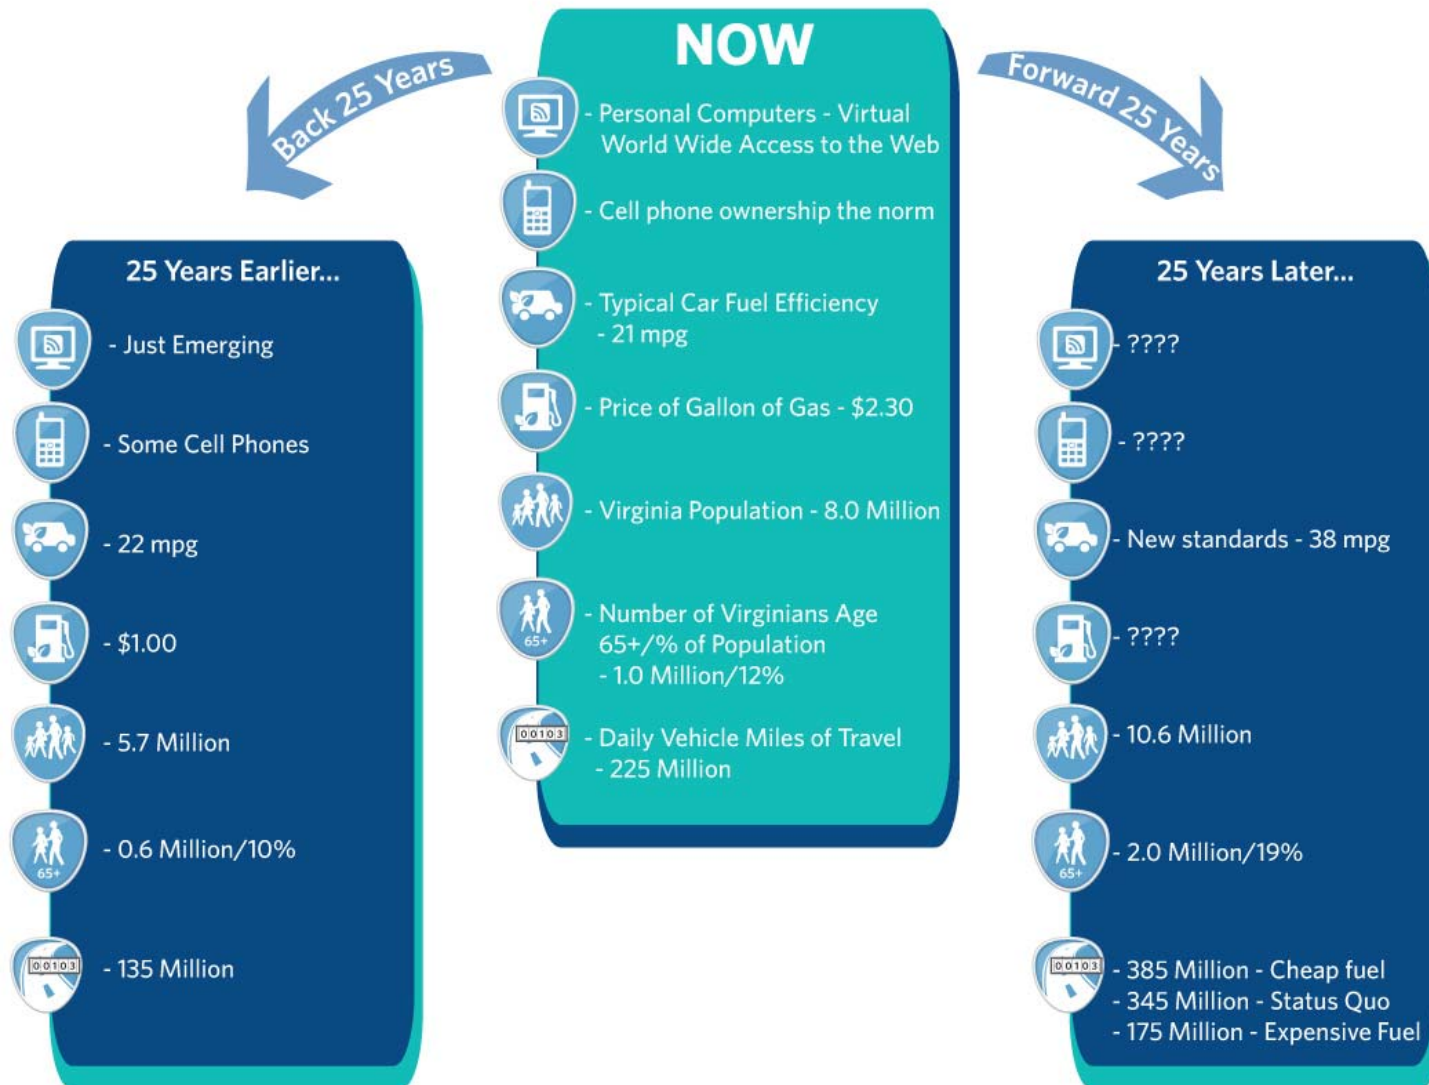 NOW
Back 25 Years
Forward 25 Years
- Personal Computers - Virtual
World Wide Access to the Web
- Cell phone ownership the norm
- Typical Car Fuel Efficiency
- 21 mpg
- Price of Gallon of Gas - $2.30
- Virginia Population - 8.0 Million
65+
- Number of Virginians Age
65+/% of Population
- 1.0 Million/12%
00103
- Daily Vehicle Miles of Travel
- 225 Million
25 Years Earlier...
- Just Emerging
- Some Cell Phones
- 22 mpg
- $1.00
- 5.7 Million
65+
- 0.6 Million/10%
00103
- 135 Million
25 Years Later...
- ????
- ????
- New standards - 38 mpg
- ????
- 10.6 Million
65+
- 2.0 Million/19%
00103
- 385 Million - Cheap fuel
- 345 Million - Status Quo
- 175 Million - Expensive Fuel